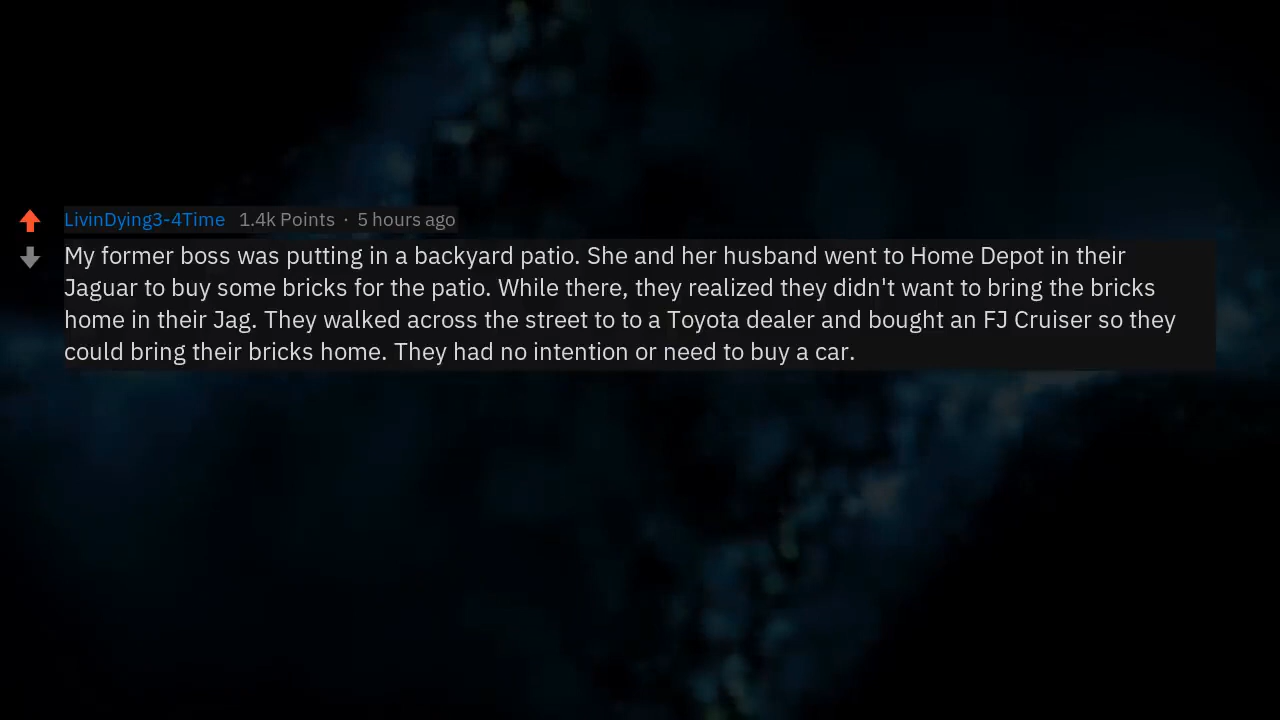 LivinDying3-4Time 1.4k Points · 5 hours ago
My former boss was putting in a backyard patio. She and her husband went to Home Depot in their
Jaguar to buy some bricks for the patio. While there, they realized they didn't want to bring the bricks
home in their Jag. They walked across the street to to a Toyota dealer and bought an FJ Cruiser so they
could bring their bricks home. They had no intention or need to buy a car.